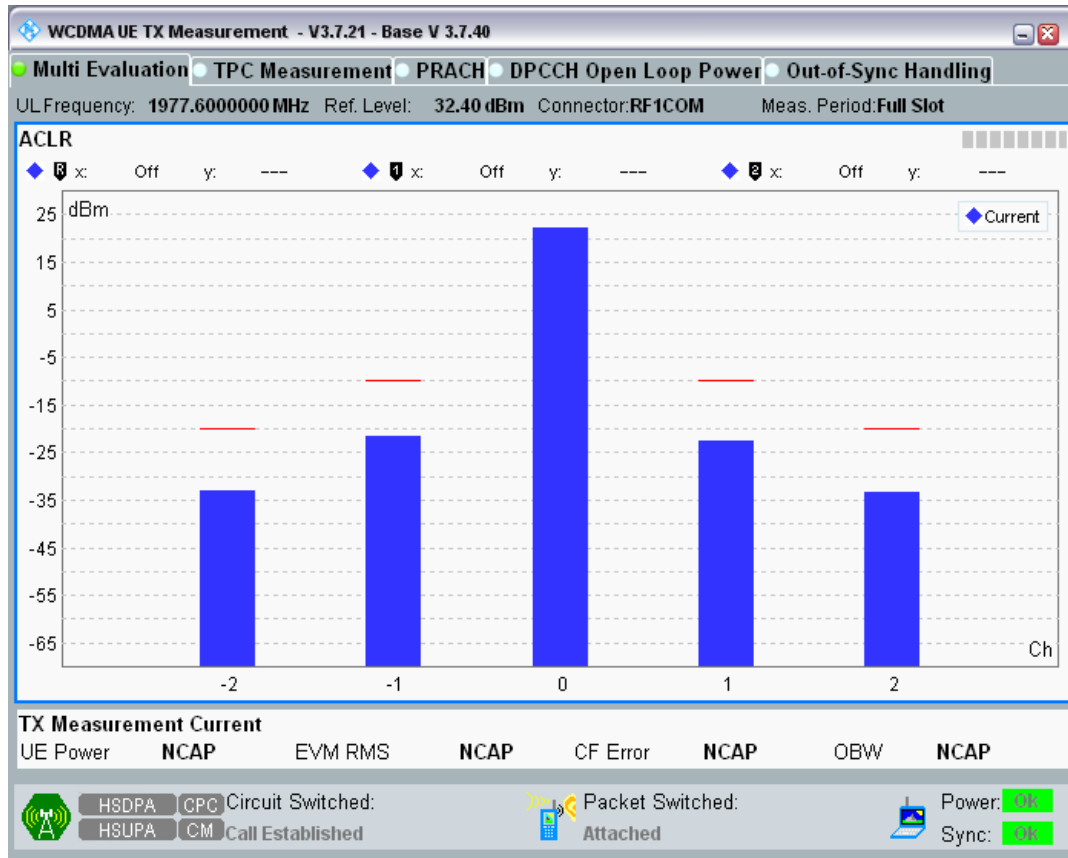 WCDMA UE TX Measurement - V3.7.21 - Base V 3.7.40
Multi Evaluation TPC Measurement PRACH DPCCH Open Loop Power Out-of-Sync Handling
UL Frequency: 1977.6000000 MHz Ref. Level: 32.40 dBm Connector:RF1COM Meas. Period:Full Slot
ACLR
R x: Off y: --- 1 x: Off y: --- 2 x: Off y: ---
dBm
Current
25
15
5
-5
-15
-25
-35
-45
-55
-65
Ch
-2 -1 0 1 2
TX Measurement Current
UE Power NCAP EVM RMS NCAP CF Error NCAP OBW NCAP
HSDPA CPC Circuit Switched: Packet Switched: Power: Ok
HSUPA CM Call Established Attached Sync: Ok